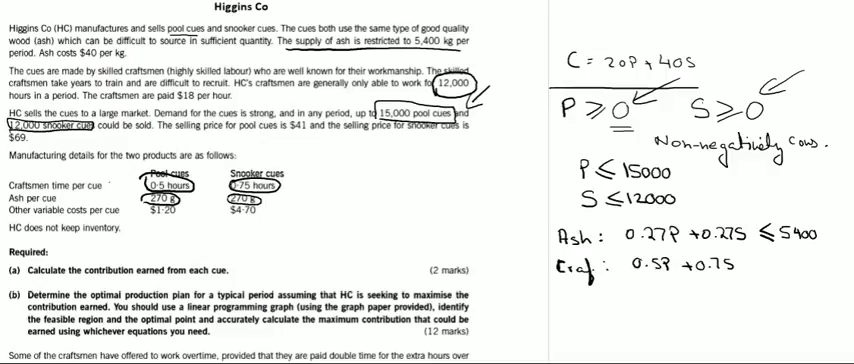 Higgins Co
Higgins Co (HC) manufactures and sells pool cues and snooker cues. The cues both use the same type of good quality
wood (ash) which can be difficult to source in sufficient quantity. The supply of ash is restricted to 5,400 kg per
period. Ash costs $40 per kg.
The cues are made by skilled craftsmen (highly skilled labour) who are well known for their workmanship. The skilled
craftsmen take years to train and are difficult to recruit. HC's craftsmen are generally only able to work for 12,000
hours in a period. The craftsmen are paid $18 per hour.
HC sells the cues to a large market. Demand for the cues is strong, and in any period, up to 15,000 pool cues and
12,000 snooker cues could be sold. The selling price for pool cues is $41 and the selling price for snooker cues is
$69.
Manufacturing details for the two products are as follows:
Pool cues Snooker cues
Craftsmen time per cue 0·5 hours 0·75 hours
Ash per cue 270 g 270 g
Other variable costs per cue $1·20 $4·70
HC does not keep inventory.
Required:
(a) Calculate the contribution earned from each cue. (2 marks)
(b) Determine the optimal production plan for a typical period assuming that HC is seeking to maximise the
contribution earned. You should use a linear programming graph (using the graph paper provided), identify
the feasible region and the optimal point and accurately calculate the maximum contribution that could be
earned using whichever equations you need. (12 marks)
Some of the craftsmen have offered to work overtime, provided that they are paid double time for the extra hours over
C = 20P + 40S
P ≥ 0 S ≥ 0
Non-negatively cons.
P ≤ 15000
S ≤ 12000
Ash : 0.27P + 0.27S ≤ 5400
Craf : 0.5P + 0.75